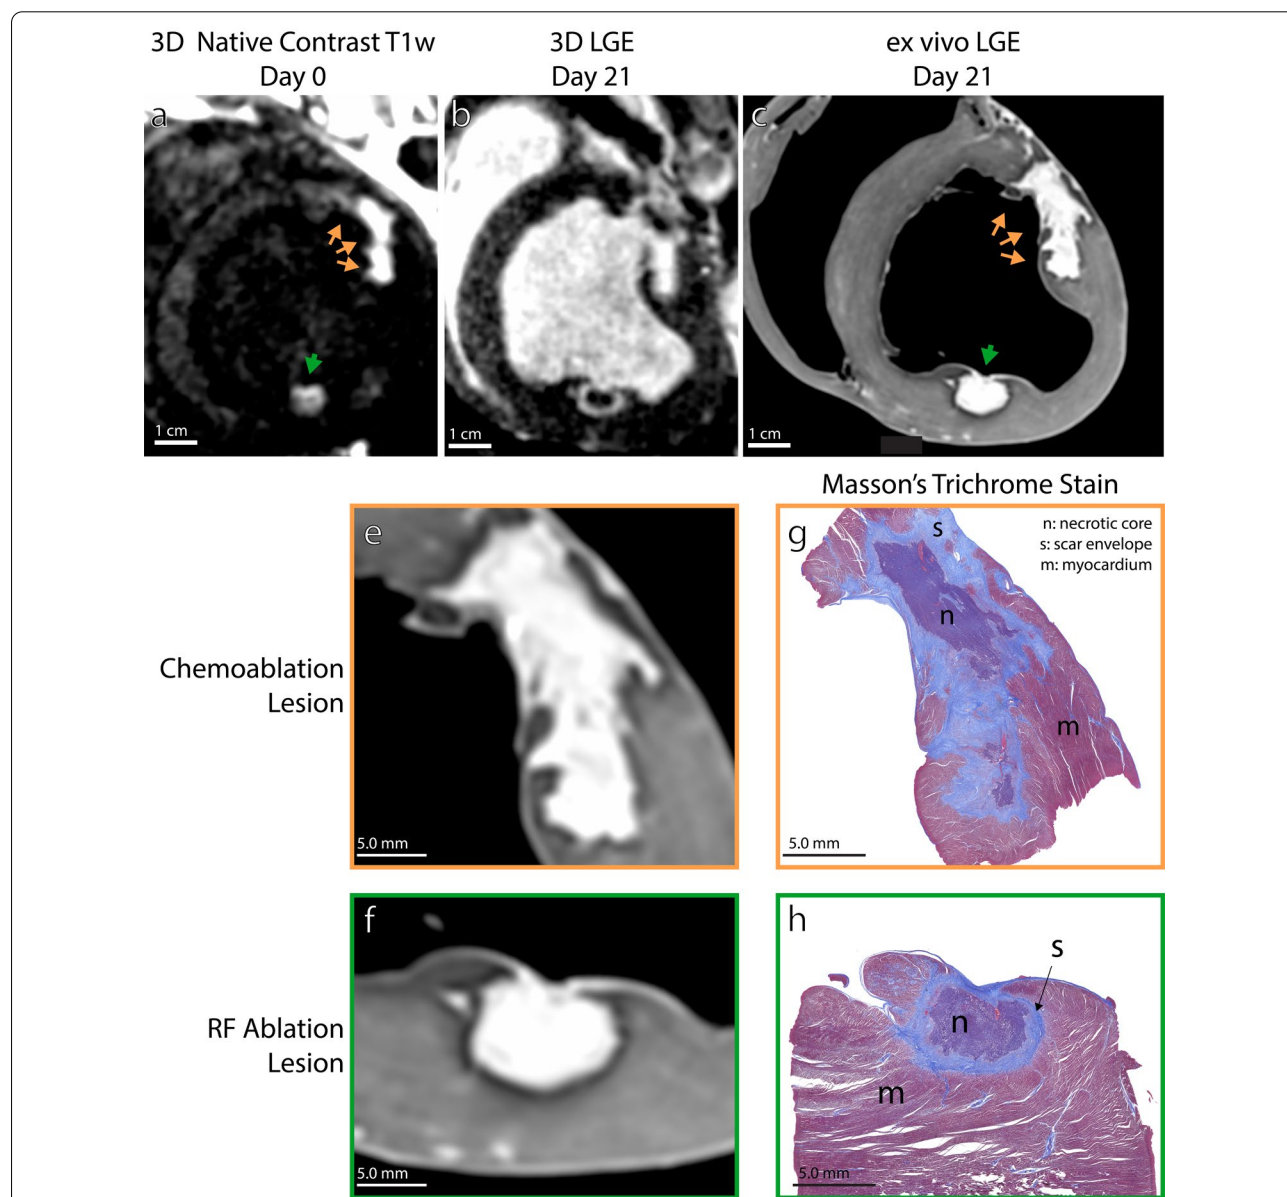 3D Native Contrast T1w
Day 0
3D LGE
Day 21
ex vivo LGE
Day 21
a
b
c
1 cm
1 cm
1 cm
Masson's Trichrome Stain
Chemoablation
Lesion
e
5.0 mm
g
n: necrotic core
s: scar envelope
m: myocardium
s
n
m
5.0 mm
RF Ablation
Lesion
f
5.0 mm
h
s
n
m
5.0 mm